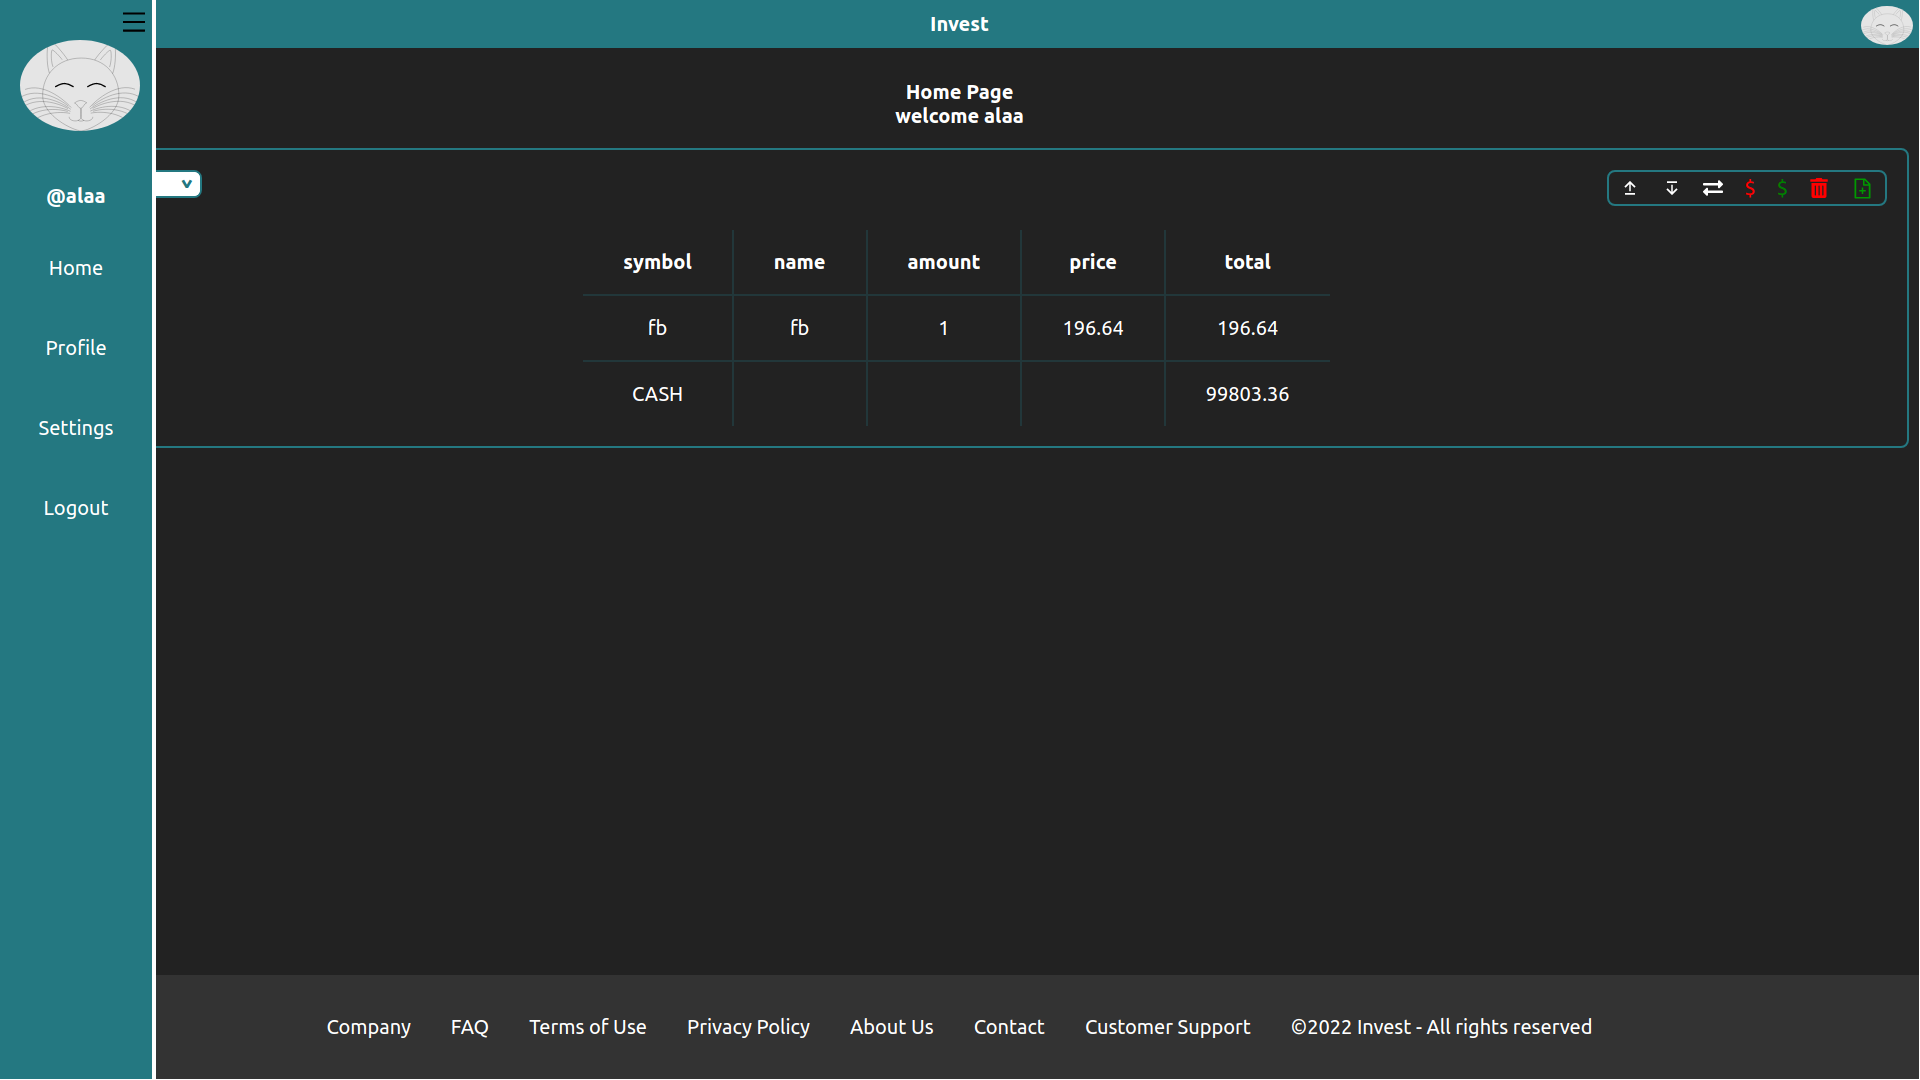 Invest
@alaa
Home
Profile
Settings
Logout
Home Page
welcome alaa
symbol name amount price total
fb fb 1 196.64 196.64
CASH 99803.36
Company FAQ Terms of Use Privacy Policy About Us Contact Customer Support ©2022 Invest - All rights reserved